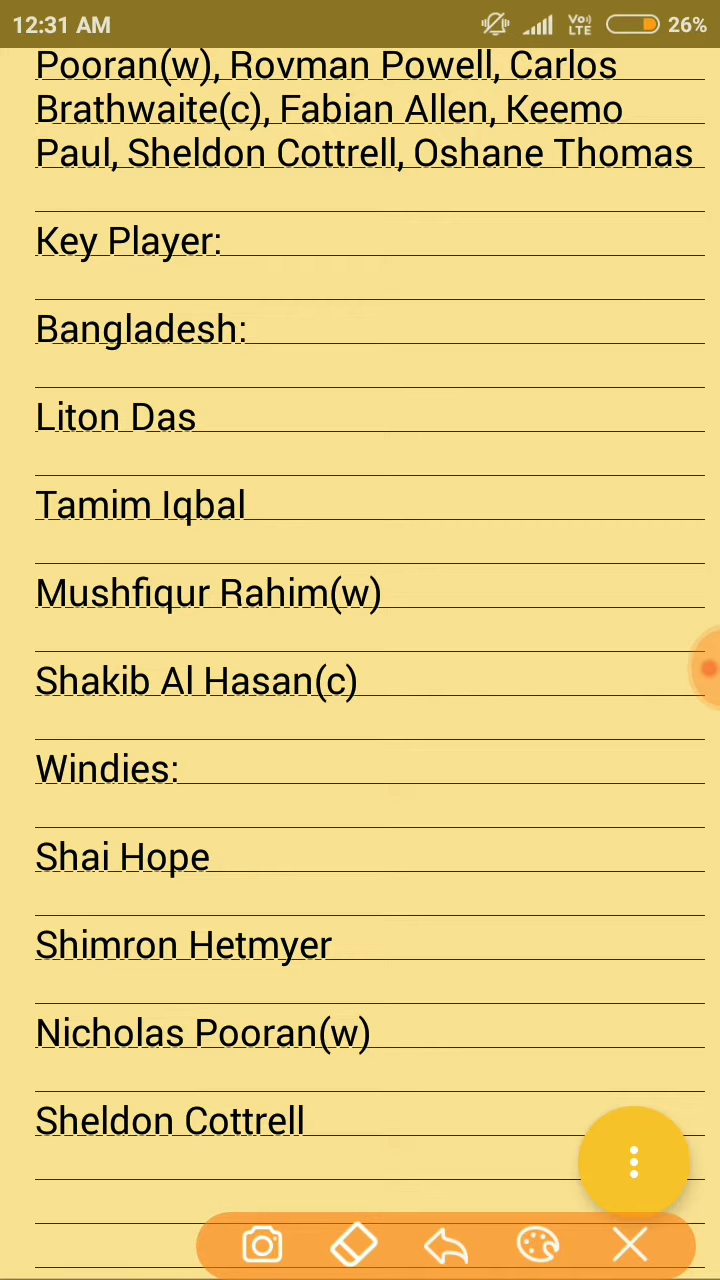 12:31 AM VoLTE 26%
Pooran(w), Rovman Powell, Carlos
Brathwaite(c), Fabian Allen, Keemo
Paul, Sheldon Cottrell, Oshane Thomas
Key Player:
Bangladesh:
Liton Das
Tamim Iqbal
Mushfiqur Rahim(w)
Shakib Al Hasan(c)
Windies:
Shai Hope
Shimron Hetmyer
Nicholas Pooran(w)
Sheldon Cottrell